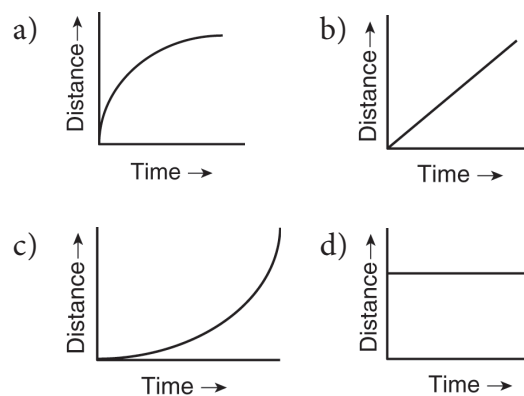 a)
Distance →
Time →
b)
Distance →
Time →
c)
Distance →
Time →
d)
Distance →
Time →